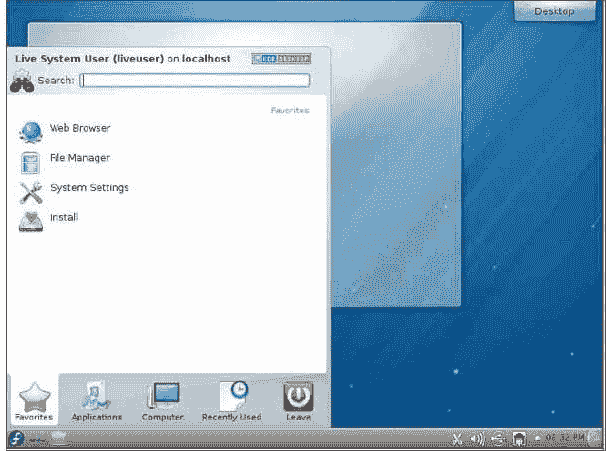 Desktop
Live System User (liveuser) on localhost
Search:
Favorites
Web Browser
File Manager
System Settings
Install
Favorites Applications Computer Recently Used Leave